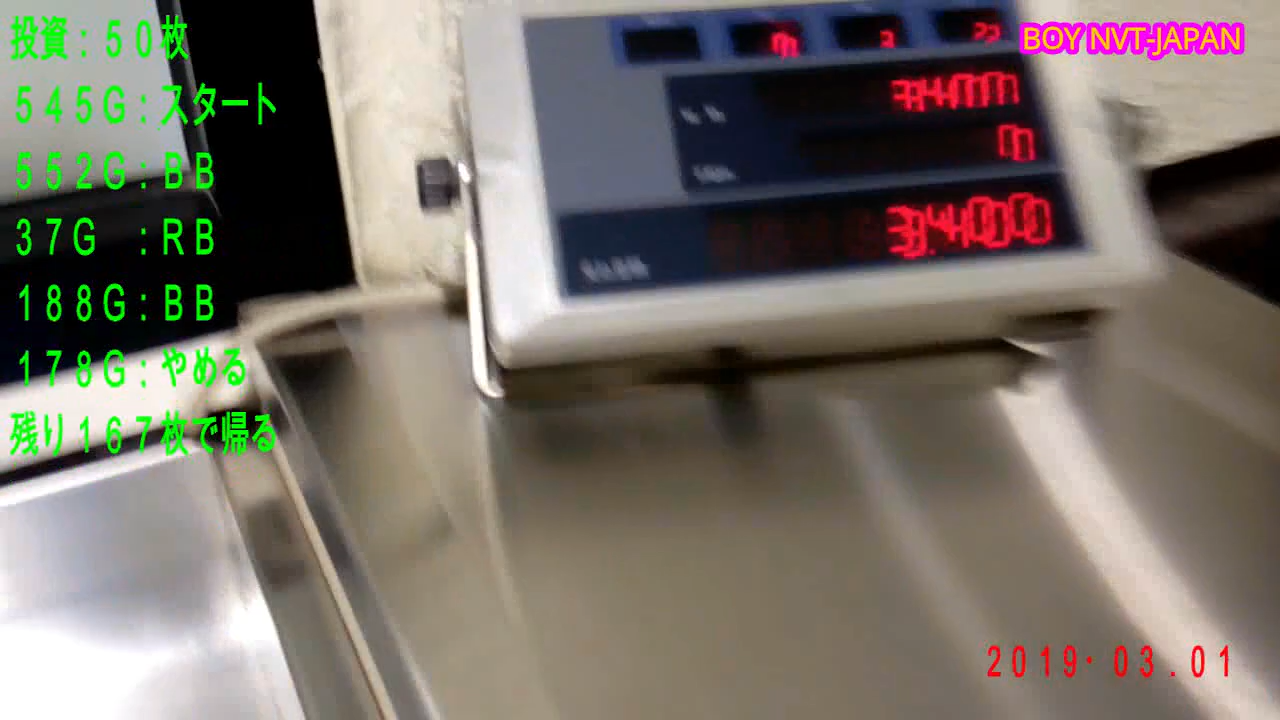 投資:50枚
545G:スタート
552G:BB
37G :RB
188G:BB
178G:やめる
残り167枚で帰る
BOY NVT-JAPAN
2019・03.01